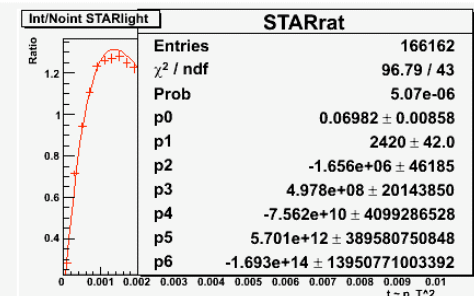 Int/Noint STARlight
STARrat
Entries 166162
χ² / ndf 96.79 / 43
Prob 5.07e-06
p0 0.06982 ± 0.00858
p1 2420 ± 42.0
p2 -1.656e+06 ± 46185
p3 4.978e+08 ± 20143850
p4 -7.562e+10 ± 4099286528
p5 5.701e+12 ± 389580750848
p6 -1.693e+14 ± 13950771003392
Ratio
1.2
1
0.8
0.6
0.4
0 0.001 0.002 0.003 0.004 0.005 0.006 0.007 0.008 0.009 0.01
t ~ p_T^2